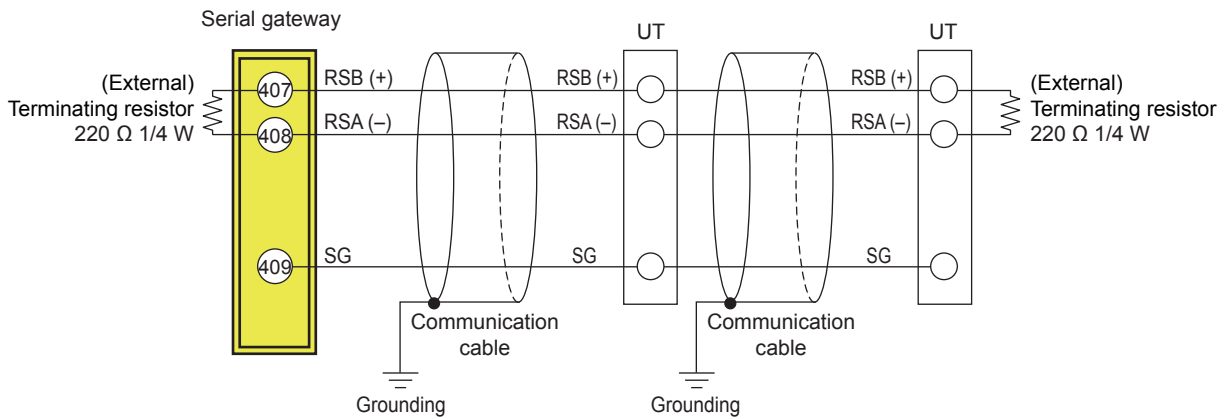 Serial gateway
UT
UT
(External)
Terminating resistor
220 Ω 1/4 W
407
RSB (+)
RSB (+)
RSB (+)
(External)
Terminating resistor
220 Ω 1/4 W
408
RSA (–)
RSA (–)
RSA (–)
409
SG
SG
SG
Communication
cable
Communication
cable
Grounding
Grounding